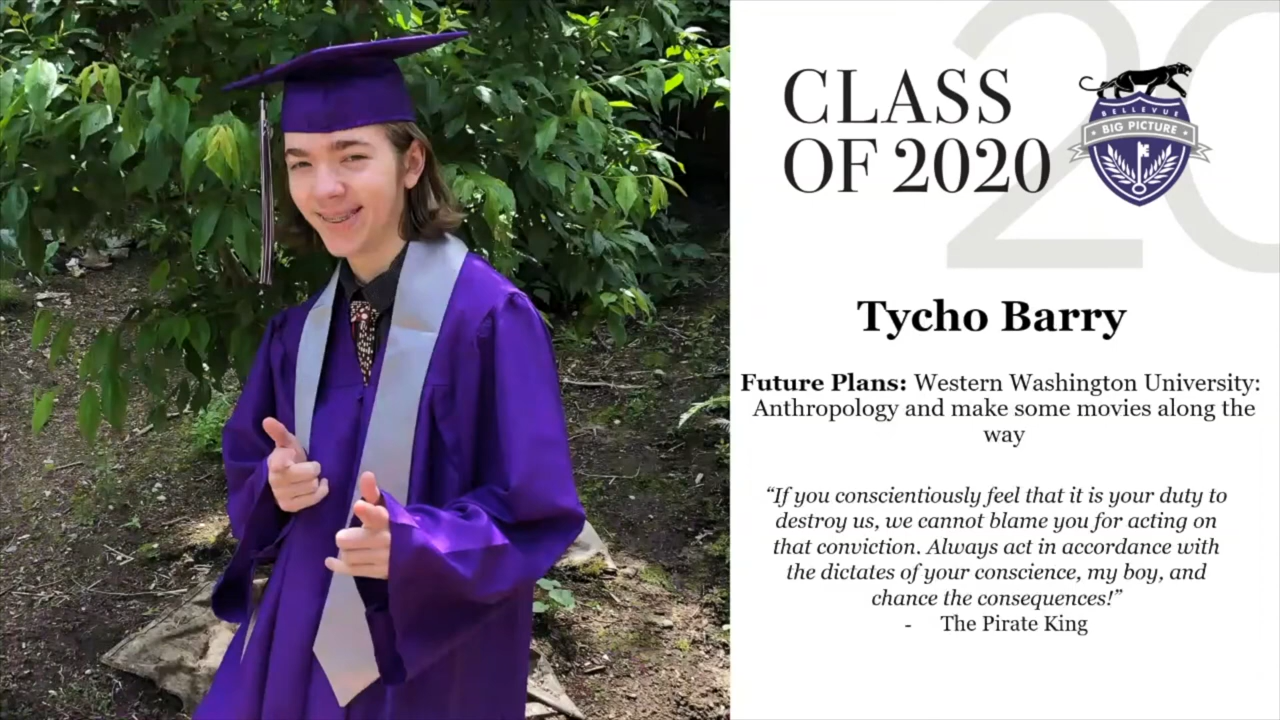 CLASS
OF 2020
20
BELLEVUE
BIG PICTURE
Tycho Barry
Future Plans: Western Washington University:
Anthropology and make some movies along the
way
“If you conscientiously feel that it is your duty to
destroy us, we cannot blame you for acting on
that conviction. Always act in accordance with
the dictates of your conscience, my boy, and
chance the consequences!”
- The Pirate King